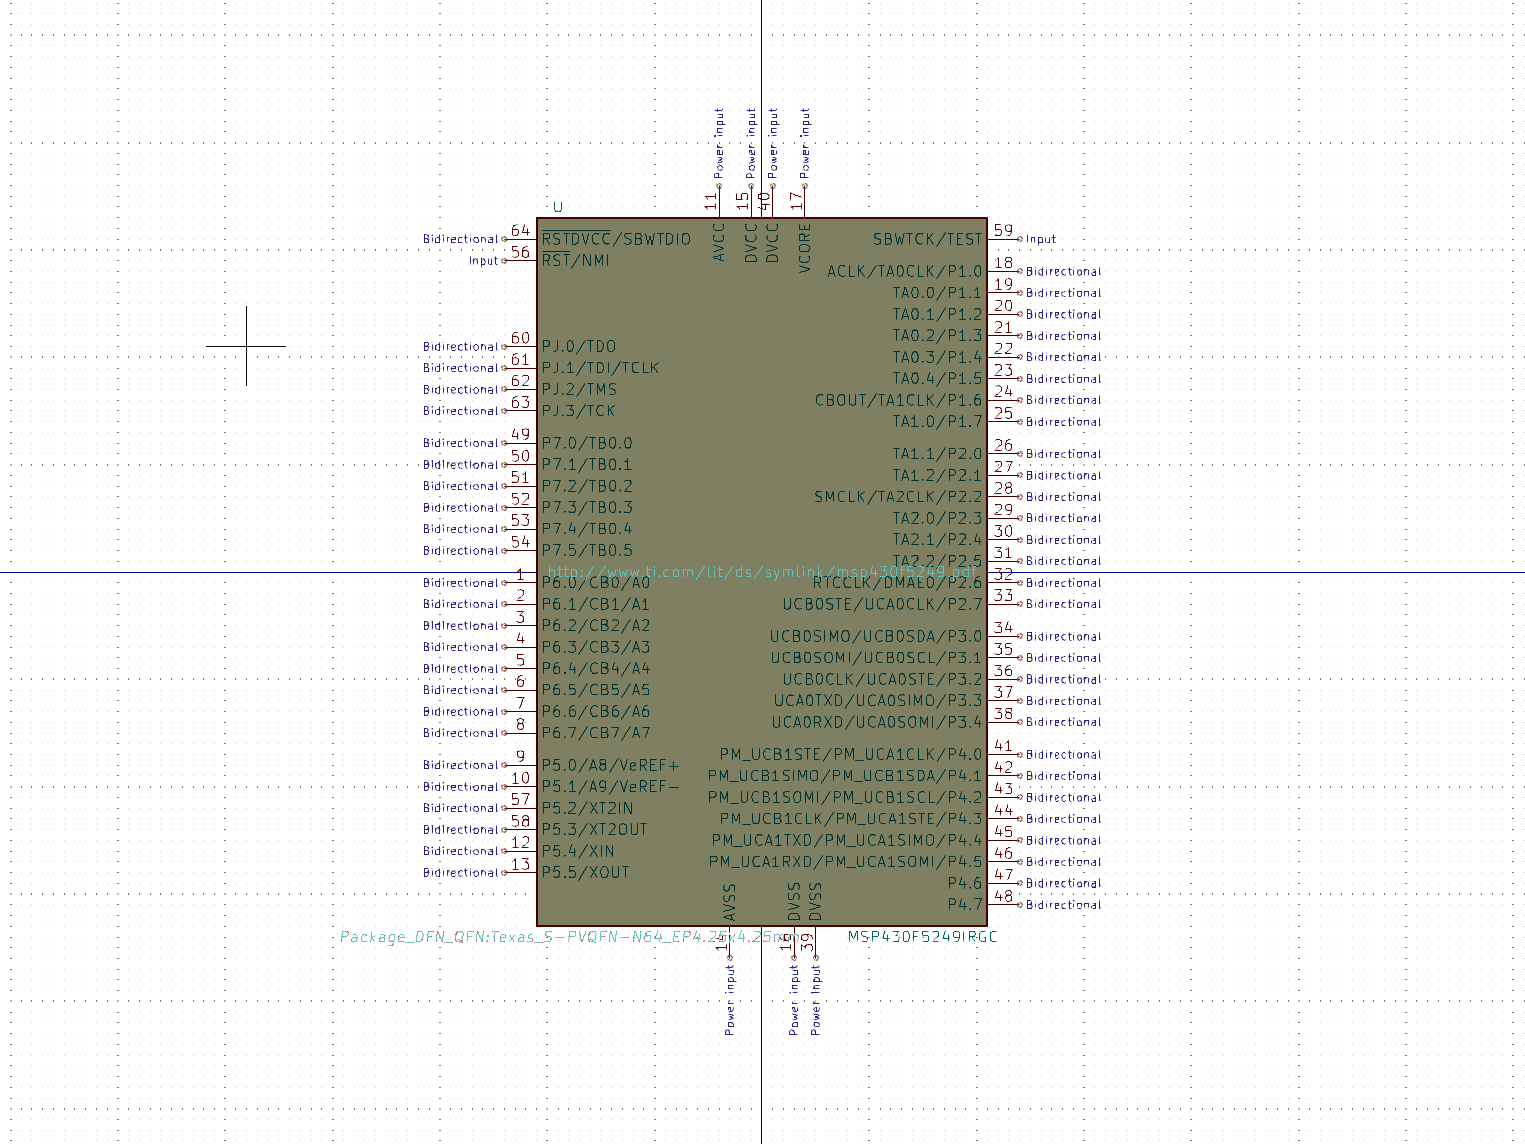 Power input
Power input
Power input
Power input
11
15
40
17
U
Bidirectional 64 RSTDVCC/SBWTDIO
Input 56 RST/NMI
AVCC
DVCC
DVCC
VCORE
SBWTCK/TEST 59 Input
ACLK/TA0CLK/P1.0 18 Bidirectional
TA0.0/P1.1 19 Bidirectional
TA0.1/P1.2 20 Bidirectional
TA0.2/P1.3 21 Bidirectional
TA0.3/P1.4 22 Bidirectional
TA0.4/P1.5 23 Bidirectional
CBOUT/TA1CLK/P1.6 24 Bidirectional
TA1.0/P1.7 25 Bidirectional
Bidirectional 60 PJ.0/TDO
Bidirectional 61 PJ.1/TDI/TCLK
Bidirectional 62 PJ.2/TMS
Bidirectional 63 PJ.3/TCK
Bidirectional 49 P7.0/TB0.0
Bidirectional 50 P7.1/TB0.1
Bidirectional 51 P7.2/TB0.2
Bidirectional 52 P7.3/TB0.3
Bidirectional 53 P7.4/TB0.4
Bidirectional 54 P7.5/TB0.5
TA1.1/P2.0 26 Bidirectional
TA1.2/P2.1 27 Bidirectional
SMCLK/TA2CLK/P2.2 28 Bidirectional
TA2.0/P2.3 29 Bidirectional
TA2.1/P2.4 30 Bidirectional
TA2.2/P2.5 31 Bidirectional
http://www.ti.com/lit/ds/symlink/msp430f5249.pdf
RTCCLK/DMAE0/P2.6 32 Bidirectional
UCB0STE/UCA0CLK/P2.7 33 Bidirectional
Bidirectional 1 P6.0/CB0/A0
Bidirectional 2 P6.1/CB1/A1
Bidirectional 3 P6.2/CB2/A2
Bidirectional 4 P6.3/CB3/A3
Bidirectional 5 P6.4/CB4/A4
Bidirectional 6 P6.5/CB5/A5
Bidirectional 7 P6.6/CB6/A6
Bidirectional 8 P6.7/CB7/A7
UCB0SIMO/UCB0SDA/P3.0 34 Bidirectional
UCB0SOMI/UCB0SCL/P3.1 35 Bidirectional
UCB0CLK/UCA0STE/P3.2 36 Bidirectional
UCA0TXD/UCA0SIMO/P3.3 37 Bidirectional
UCA0RXD/UCA0SOMI/P3.4 38 Bidirectional
Bidirectional 9 P5.0/A8/VeREF+
Bidirectional 10 P5.1/A9/VeREF-
Bidirectional 57 P5.2/XT2IN
Bidirectional 58 P5.3/XT2OUT
Bidirectional 12 P5.4/XIN
Bidirectional 13 P5.5/XOUT
PM_UCB1STE/PM_UCA1CLK/P4.0 41 Bidirectional
PM_UCB1SIMO/PM_UCB1SDA/P4.1 42 Bidirectional
PM_UCB1SOMI/PM_UCB1SCL/P4.2 43 Bidirectional
PM_UCB1CLK/PM_UCA1STE/P4.3 44 Bidirectional
PM_UCA1TXD/PM_UCA1SIMO/P4.4 45 Bidirectional
PM_UCA1RXD/PM_UCA1SOMI/P4.5 46 Bidirectional
P4.6 47 Bidirectional
P4.7 48 Bidirectional
AVSS
DVSS
DVSS
Package_DFN_QFN:Texas_S-PVQFN-N64_EP4.25x4.25mm
MSP430F5249IRGC
39
Power input
Power input
Power input